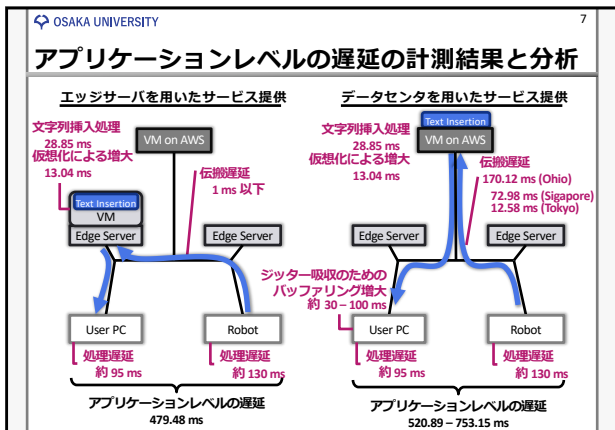 OSAKA UNIVERSITY
7
アプリケーションレベルの遅延の計測結果と分析
エッジサーバを用いたサービス提供
文字列挿入処理
28.85 ms
仮想化による増大
13.04 ms
VM on AWS
伝搬遅延
1 ms 以下
Text Insertion
VM
Edge Server
Edge Server
User PC
Robot
処理遅延
約 95 ms
処理遅延
約 130 ms
アプリケーションレベルの遅延
479.48 ms
データセンタを用いたサービス提供
文字列挿入処理
28.85 ms
仮想化による増大
13.04 ms
Text Insertion
VM on AWS
伝搬遅延
170.12 ms (Ohio)
72.98 ms (Sigapore)
12.58 ms (Tokyo)
Edge Server
Edge Server
ジッター吸収のための
バッファリング増大
約 30 – 100 ms
User PC
Robot
処理遅延
約 95 ms
処理遅延
約 130 ms
アプリケーションレベルの遅延
520.89 – 753.15 ms